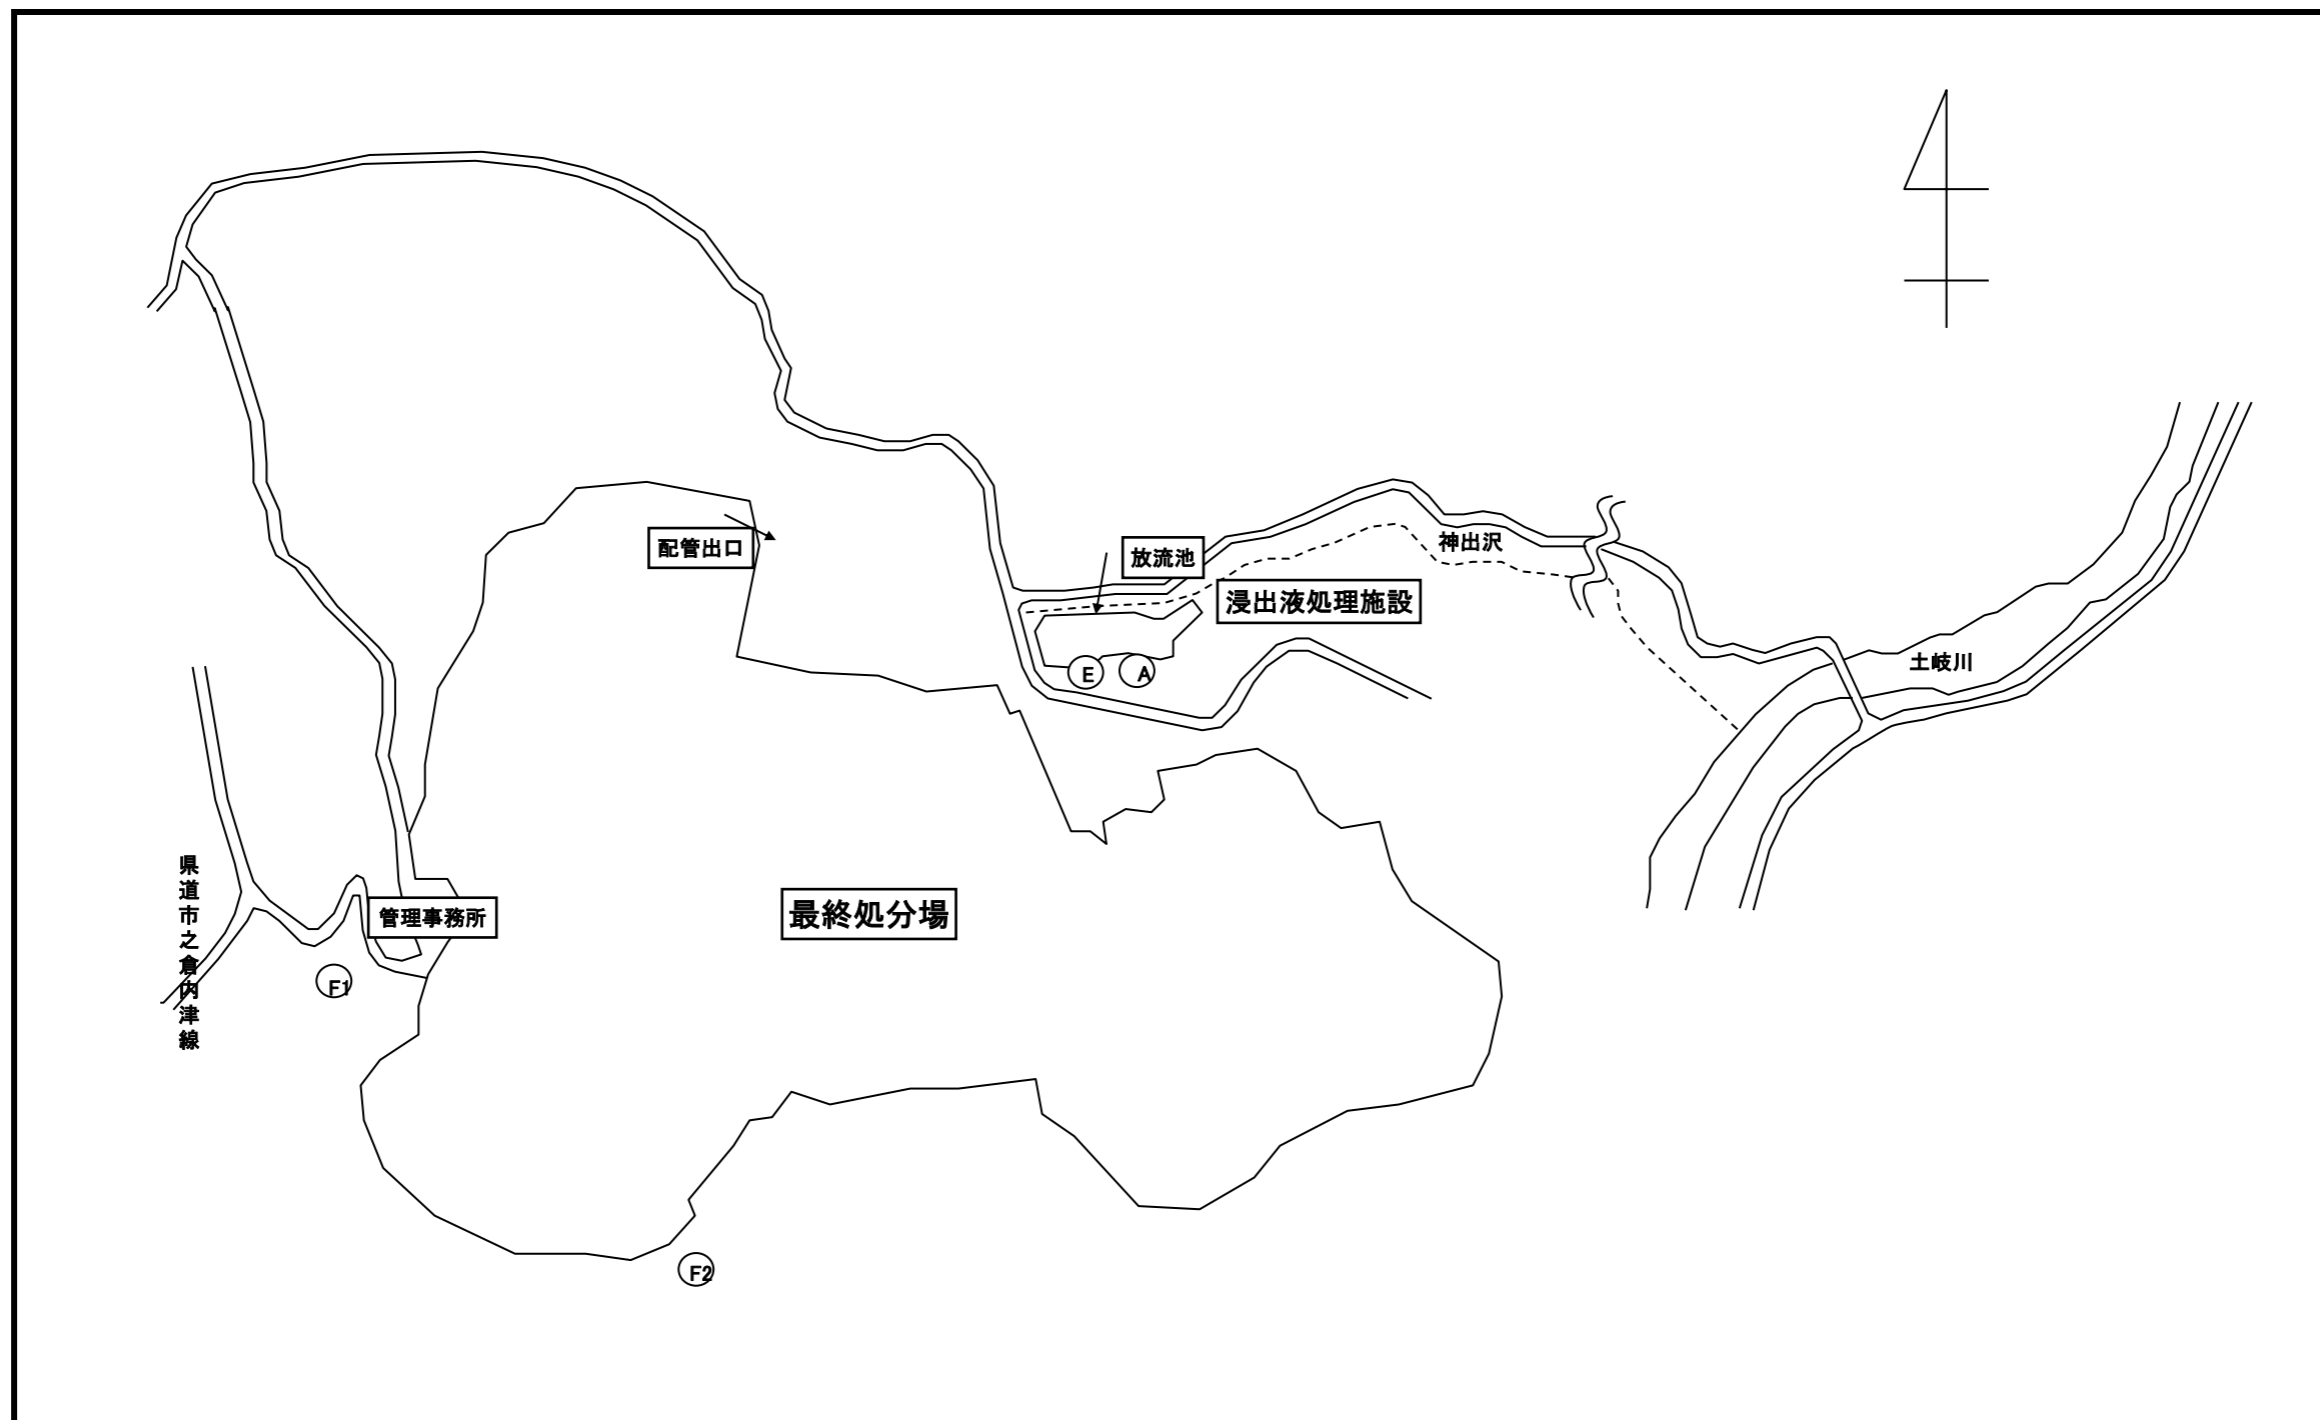 配管出口
放流池
神出沢
浸出液処理施設
土岐川
E
A
県道市之倉内津線
管理事務所
最終処分場
F1
F2